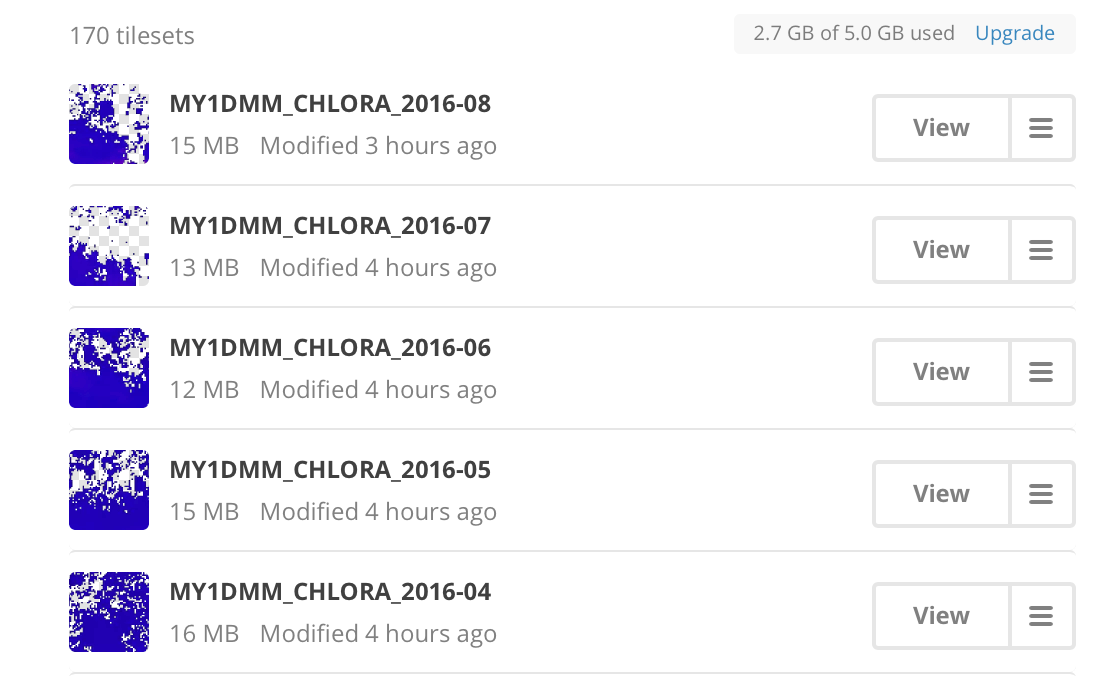 170 tilesets
2.7 GB of 5.0 GB used Upgrade
MY1DMM_CHLORA_2016-08
15 MB Modified 3 hours ago
View
MY1DMM_CHLORA_2016-07
13 MB Modified 4 hours ago
View
MY1DMM_CHLORA_2016-06
12 MB Modified 4 hours ago
View
MY1DMM_CHLORA_2016-05
15 MB Modified 4 hours ago
View
MY1DMM_CHLORA_2016-04
16 MB Modified 4 hours ago
View